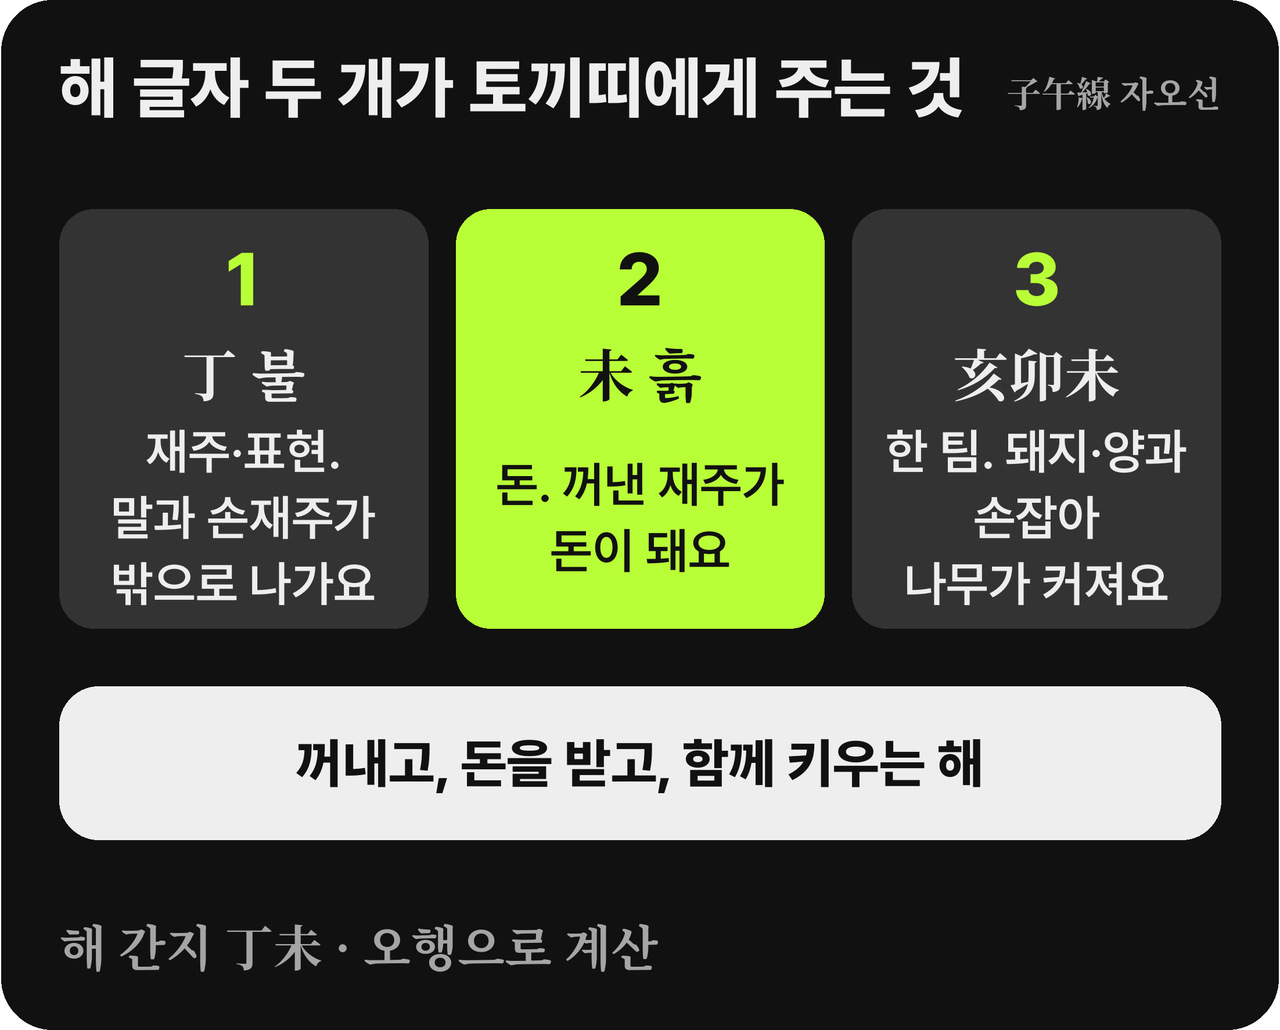 해 글자 두 개가 토끼띠에게 주는 것
子午線 자오선
1
丁 불
재주·표현.
말과 손재주가
밖으로 나가요
2
未 흙
돈. 꺼낸 재주가
돈이 돼요
3
亥卯未
한 팀. 돼지·양과
손잡아
나무가 커져요
꺼내고, 돈을 받고, 함께 키우는 해
해 간지 丁未 · 오행으로 계산